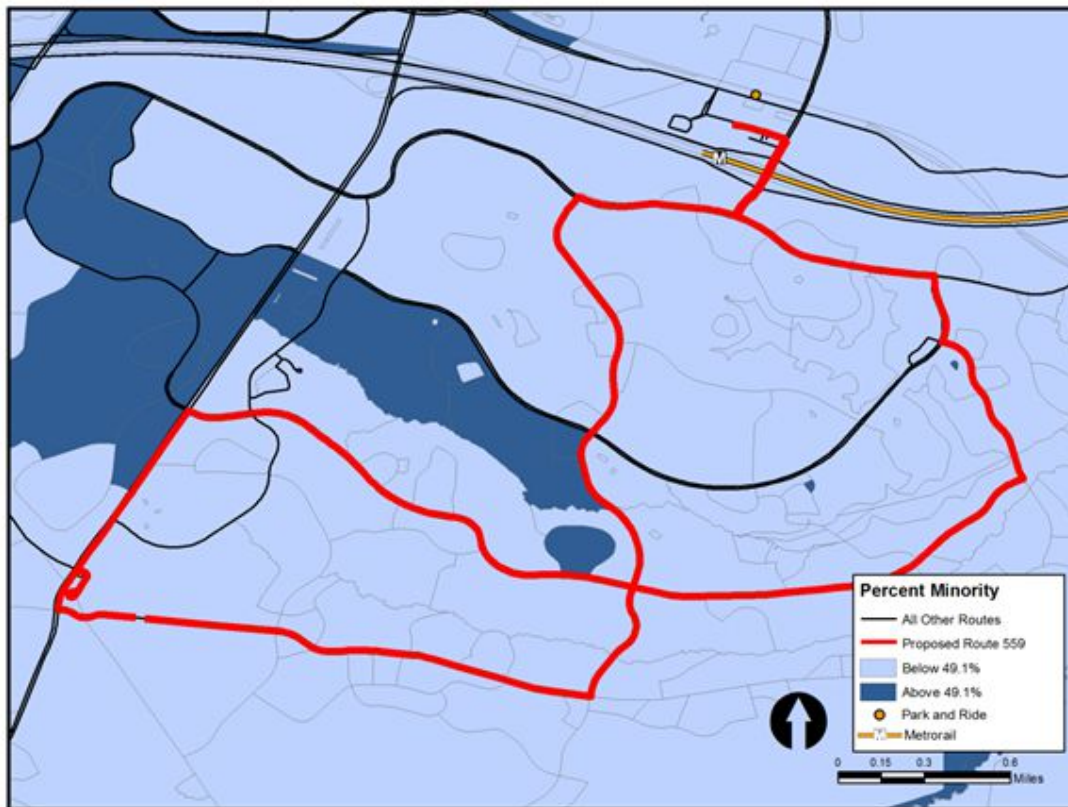 M
Percent Minority
All Other Routes
Proposed Route 559
Below 49.1%
Above 49.1%
Park and Ride
M Metrorail
0 0.15 0.3 0.6
Miles